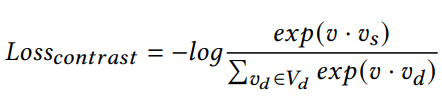 Loss_{contrast} = -log \frac{exp(v · v_s)}{\sum_{v_d ∈ V_d} exp(v · v_d)}